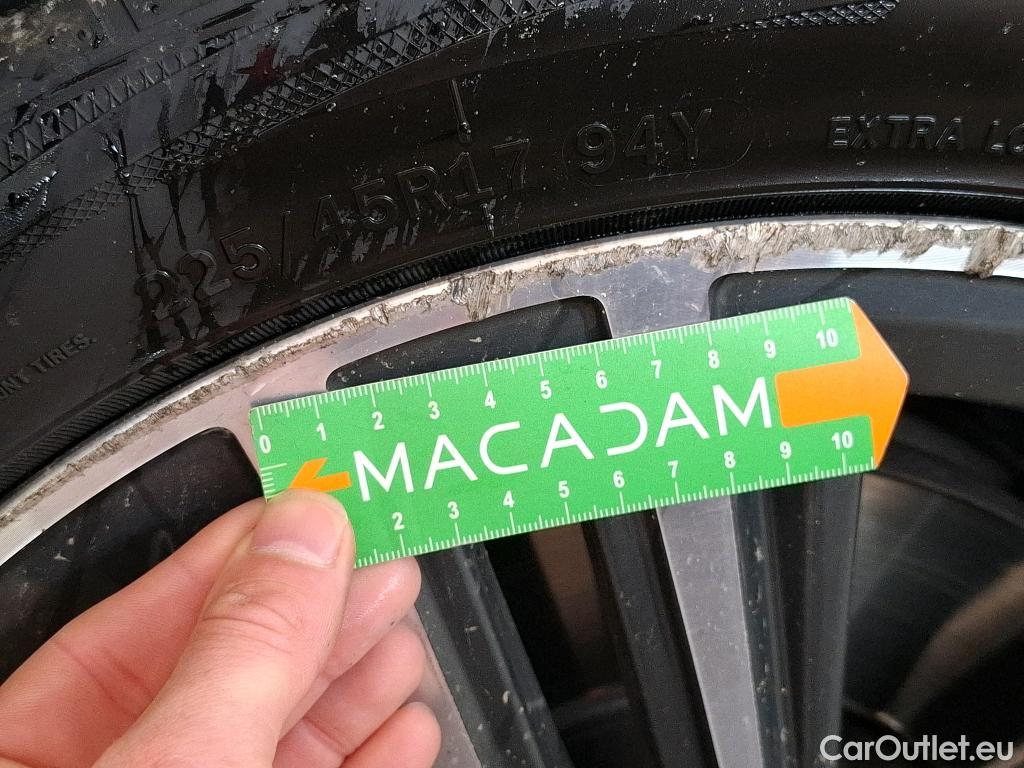 225/45R17 94Y EXTRA LO
NT TIRES.
0 1 2 3 4 5 6 7 8 9 10
MACADAM
2 3 4 5 6 7 8 9 10
CarOutlet.eu